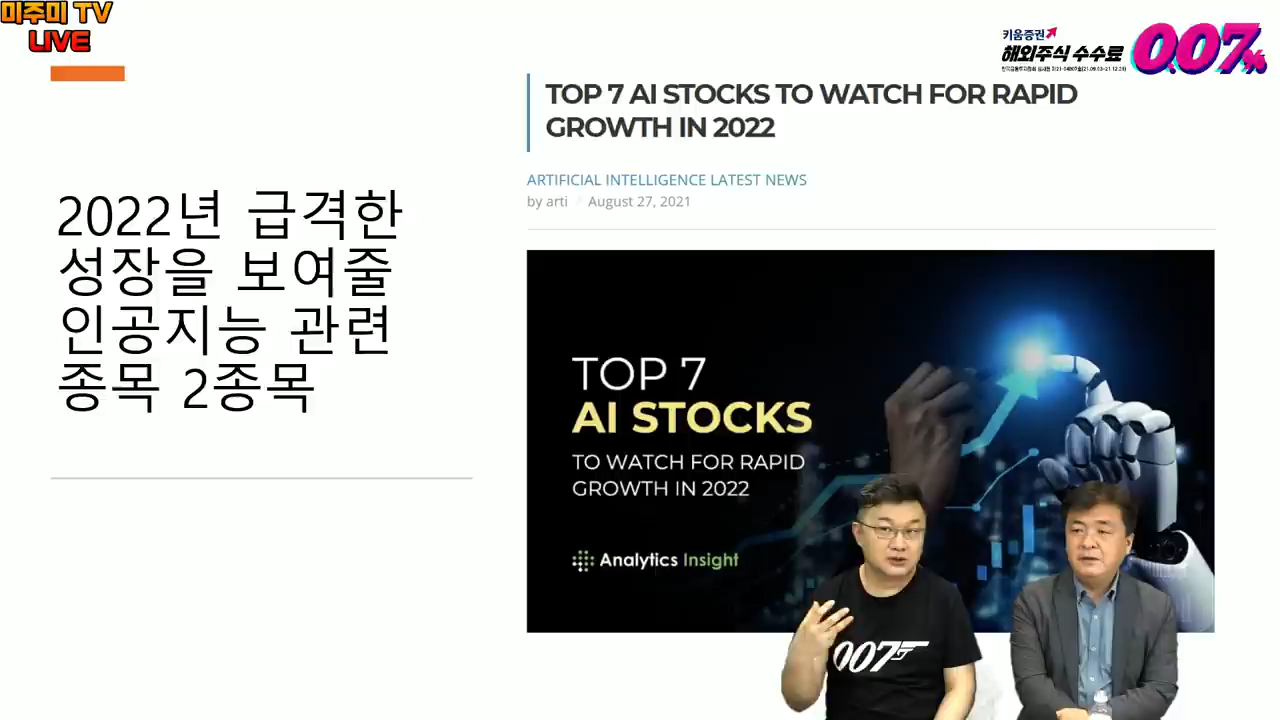 미주미 TV
LIVE
키움증권
해외주식 수수료
0.07%
TOP 7 AI STOCKS TO WATCH FOR RAPID
GROWTH IN 2022
ARTIFICIAL INTELLIGENCE LATEST NEWS
by arti / August 27, 2021
2022년 급격한
성장을 보여줄
인공지능 관련
종목 2종목
TOP 7
AI STOCKS
TO WATCH FOR RAPID
GROWTH IN 2022
Analytics Insight
007